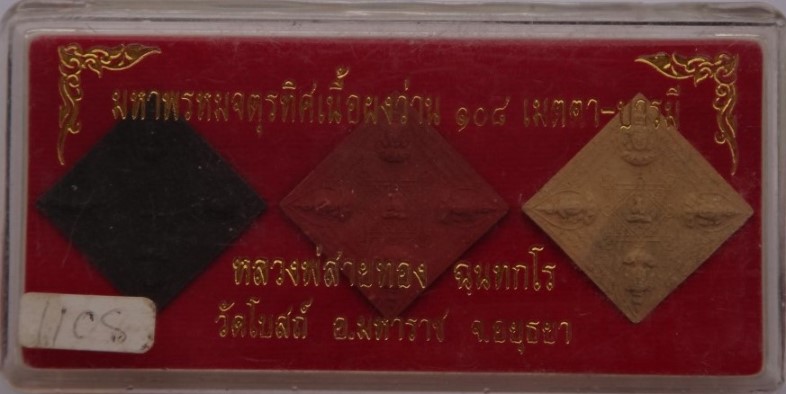 มหาพรหมจตุรทิศเนื้อผงว่าน ๑๐๘ เมตตา-บารมี
หลวงพ่สายทอง ฉนฺทกโร
วัดโบสถ์ อ.มหาราช จ.อยุธยา